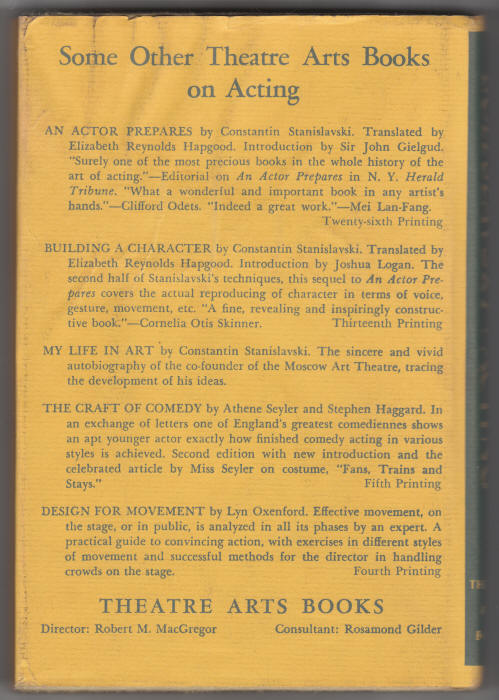 Some Other Theatre Arts Books
on Acting
AN ACTOR PREPARES by Constantin Stanislavski. Translated by
Elizabeth Reynolds Hapgood. Introduction by Sir John Gielgud.
"Surely one of the most precious books in the whole history of the
art of acting."—Editorial on An Actor Prepares in N. Y. Herald
Tribune. "What a wonderful and important book in any artist's
hands."—Clifford Odets. "Indeed a great work."—Mei Lan-Fang.
Twenty-sixth Printing
BUILDING A CHARACTER by Constantin Stanislavski. Translated by
Elizabeth Reynolds Hapgood. Introduction by Joshua Logan. The
second half of Stanislavski's techniques, this sequel to An Actor Pre-
pares covers the actual reproducing of character in terms of voice,
gesture, movement, etc. "A fine, revealing and inspiringly construc-
tive book."—Cornelia Otis Skinner. Thirteenth Printing
MY LIFE IN ART by Constantin Stanislavski. The sincere and vivid
autobiography of the co-founder of the Moscow Art Theatre, tracing
the development of his ideas.
THE CRAFT OF COMEDY by Athene Seyler and Stephen Haggard. In
an exchange of letters one of England's greatest comediennes shows
an apt younger actor exactly how finished comedy acting in various
styles is achieved. Second edition with new introduction and the
celebrated article by Miss Seyler on costume, "Fans, Trains and
Stays." Fifth Printing
DESIGN FOR MOVEMENT by Lyn Oxenford. Effective movement, on
the stage, or in public, is analyzed in all its phases by an expert. A
practical guide to convincing action, with exercises in different styles
of movement and successful methods for the director in handling
crowds on the stage. Fourth Printing
THEATRE ARTS BOOKS
Director: Robert M. MacGregor Consultant: Rosamond Gilder